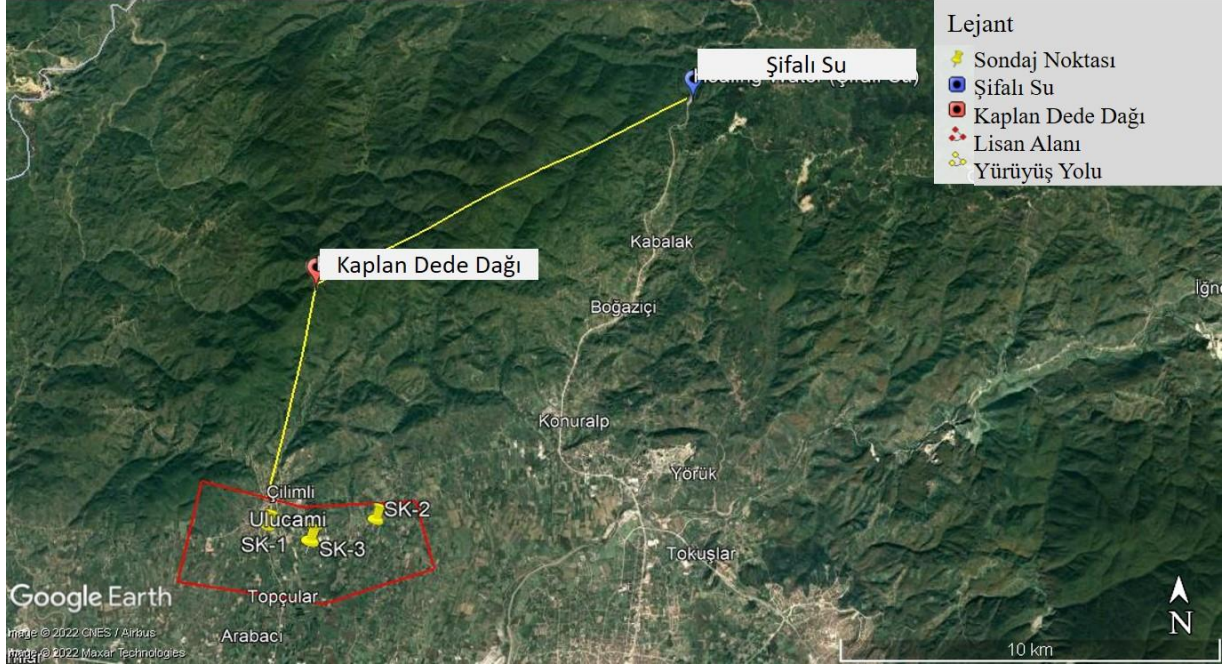 Lejant
Sondaj Noktası
Şifalı Su
Kaplan Dede Dağı
Lisan Alanı
Yürüyüş Yolu
Şifalı Su
Kabalak
Kaplan Dede Dağı
Boğaziçi
Konuralp
Yörük
Çilimli
SK-2
Ulucami
SK-1
SK-3
Tokuşlar
Topçular
Arabacı
Google Earth
Image © 2022 CNES / Airbus
Image © 2022 Maxar Technologies
N
10 km